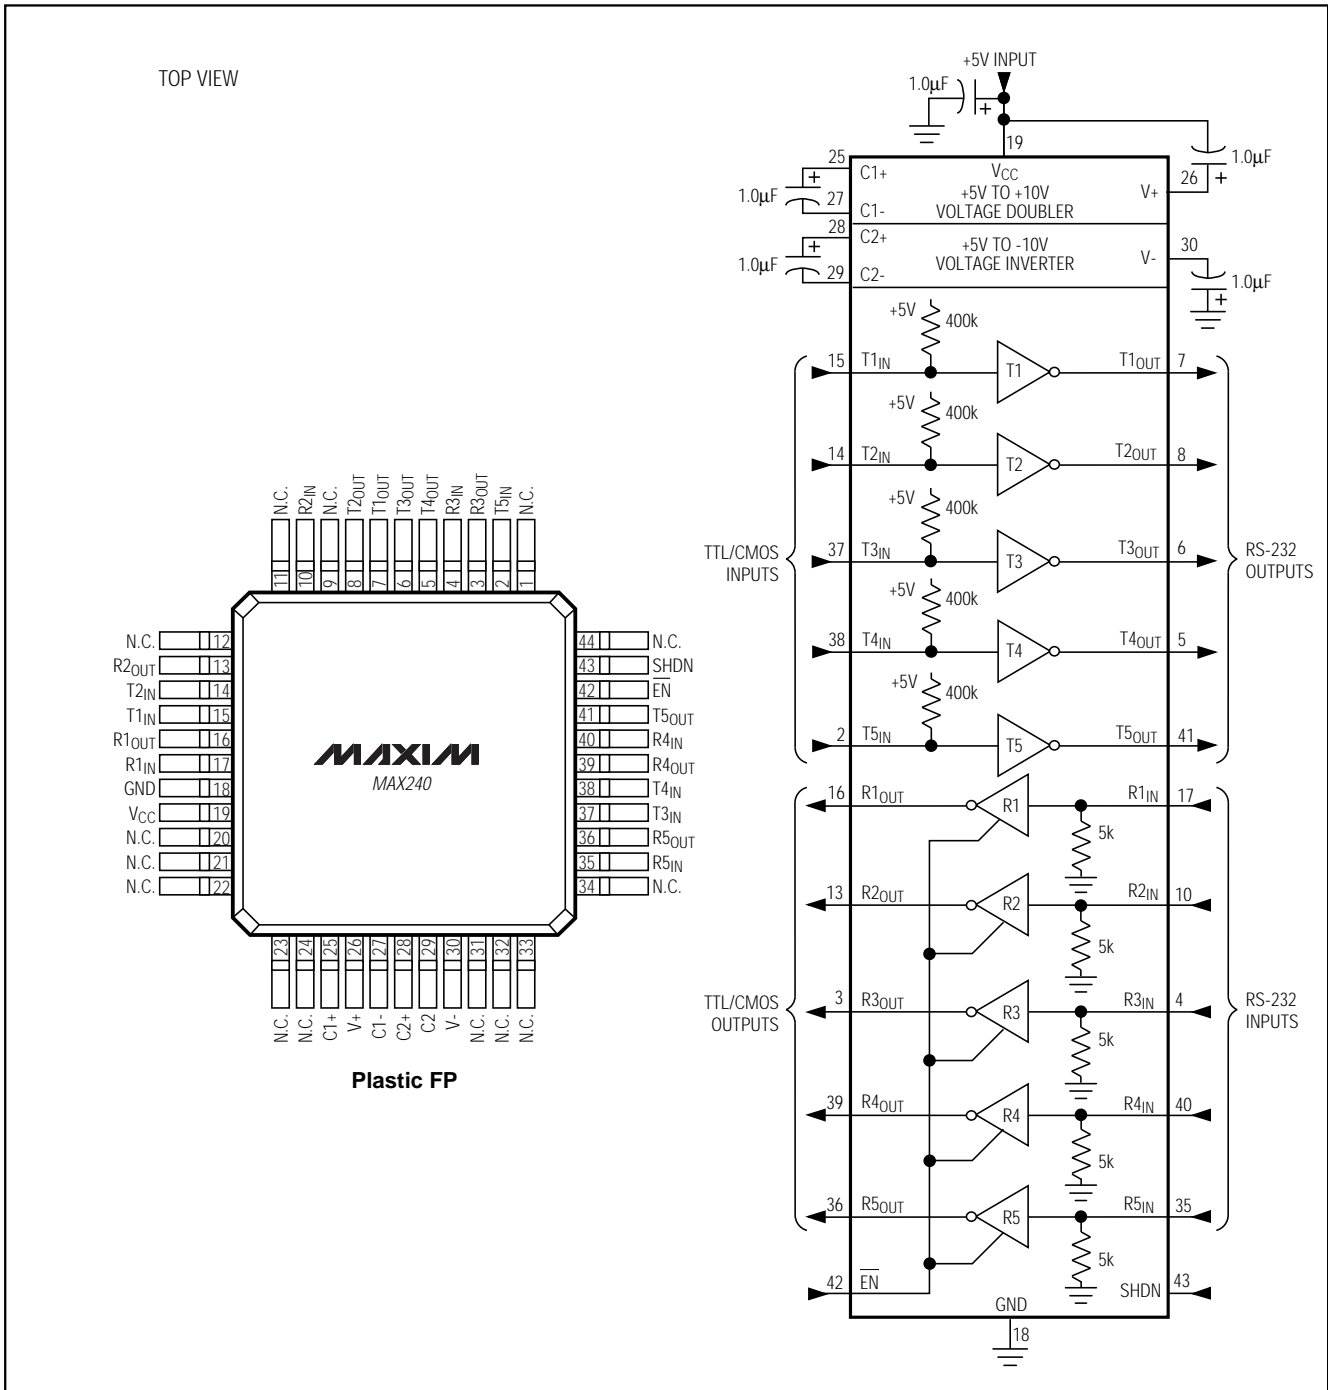 TOP VIEW
N.C.
R2IN
N.C.
T2OUT
T1OUT
T3OUT
T4OUT
R3IN
R3OUT
T5IN
N.C.
11
10
9
8
7
6
5
4
3
2
1
N.C. 12
R2OUT 13
T2IN 14
T1IN 15
R1OUT 16
R1IN 17
GND 18
VCC 19
N.C. 20
N.C. 21
N.C. 22
44 N.C.
43 SHDN
42 EN
41 T5OUT
40 R4IN
39 R4OUT
38 T4IN
37 T3IN
36 R5OUT
35 R5IN
34 N.C.
MAXIM
MAX240
23
24
25
26
27
28
29
30
31
32
33
N.C.
N.C.
C1+
V+
C1-
C2+
C2
V-
N.C.
N.C.
N.C.
Plastic FP
+5V INPUT
1.0μF
+
19
1.0μF
+
25 C1+
1.0μF +
27 C1-
VCC
+5V TO +10V
VOLTAGE DOUBLER
V+ 26
28 C2+
1.0μF +
29 C2-
+5V TO -10V
VOLTAGE INVERTER
V- 30
1.0μF
+
+5V 400k
15 T1IN T1 T1OUT 7
+5V 400k
14 T2IN T2 T2OUT 8
+5V 400k
37 T3IN T3 T3OUT 6
+5V 400k
38 T4IN T4 T4OUT 5
+5V 400k
2 T5IN T5 T5OUT 41
TTL/CMOS
INPUTS
RS-232
OUTPUTS
16 R1OUT R1 R1IN 17
5k
13 R2OUT R2 R2IN 10
5k
3 R3OUT R3 R3IN 4
5k
39 R4OUT R4 R4IN 40
5k
36 R5OUT R5 R5IN 35
5k
TTL/CMOS
OUTPUTS
RS-232
INPUTS
42 EN
SHDN 43
GND
18